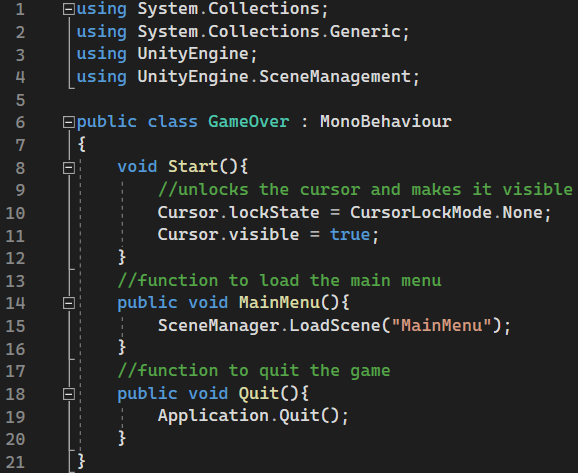 1 using System.Collections;
2 using System.Collections.Generic;
3 using UnityEngine;
4 using UnityEngine.SceneManagement;
5
6 public class GameOver : MonoBehaviour
7 {
8     void Start(){
9         //unlocks the cursor and makes it visible
10         Cursor.lockState = CursorLockMode.None;
11         Cursor.visible = true;
12     }
13     //function to load the main menu
14     public void MainMenu(){
15         SceneManager.LoadScene("MainMenu");
16     }
17     //function to quit the game
18     public void Quit(){
19         Application.Quit();
20     }
21 }